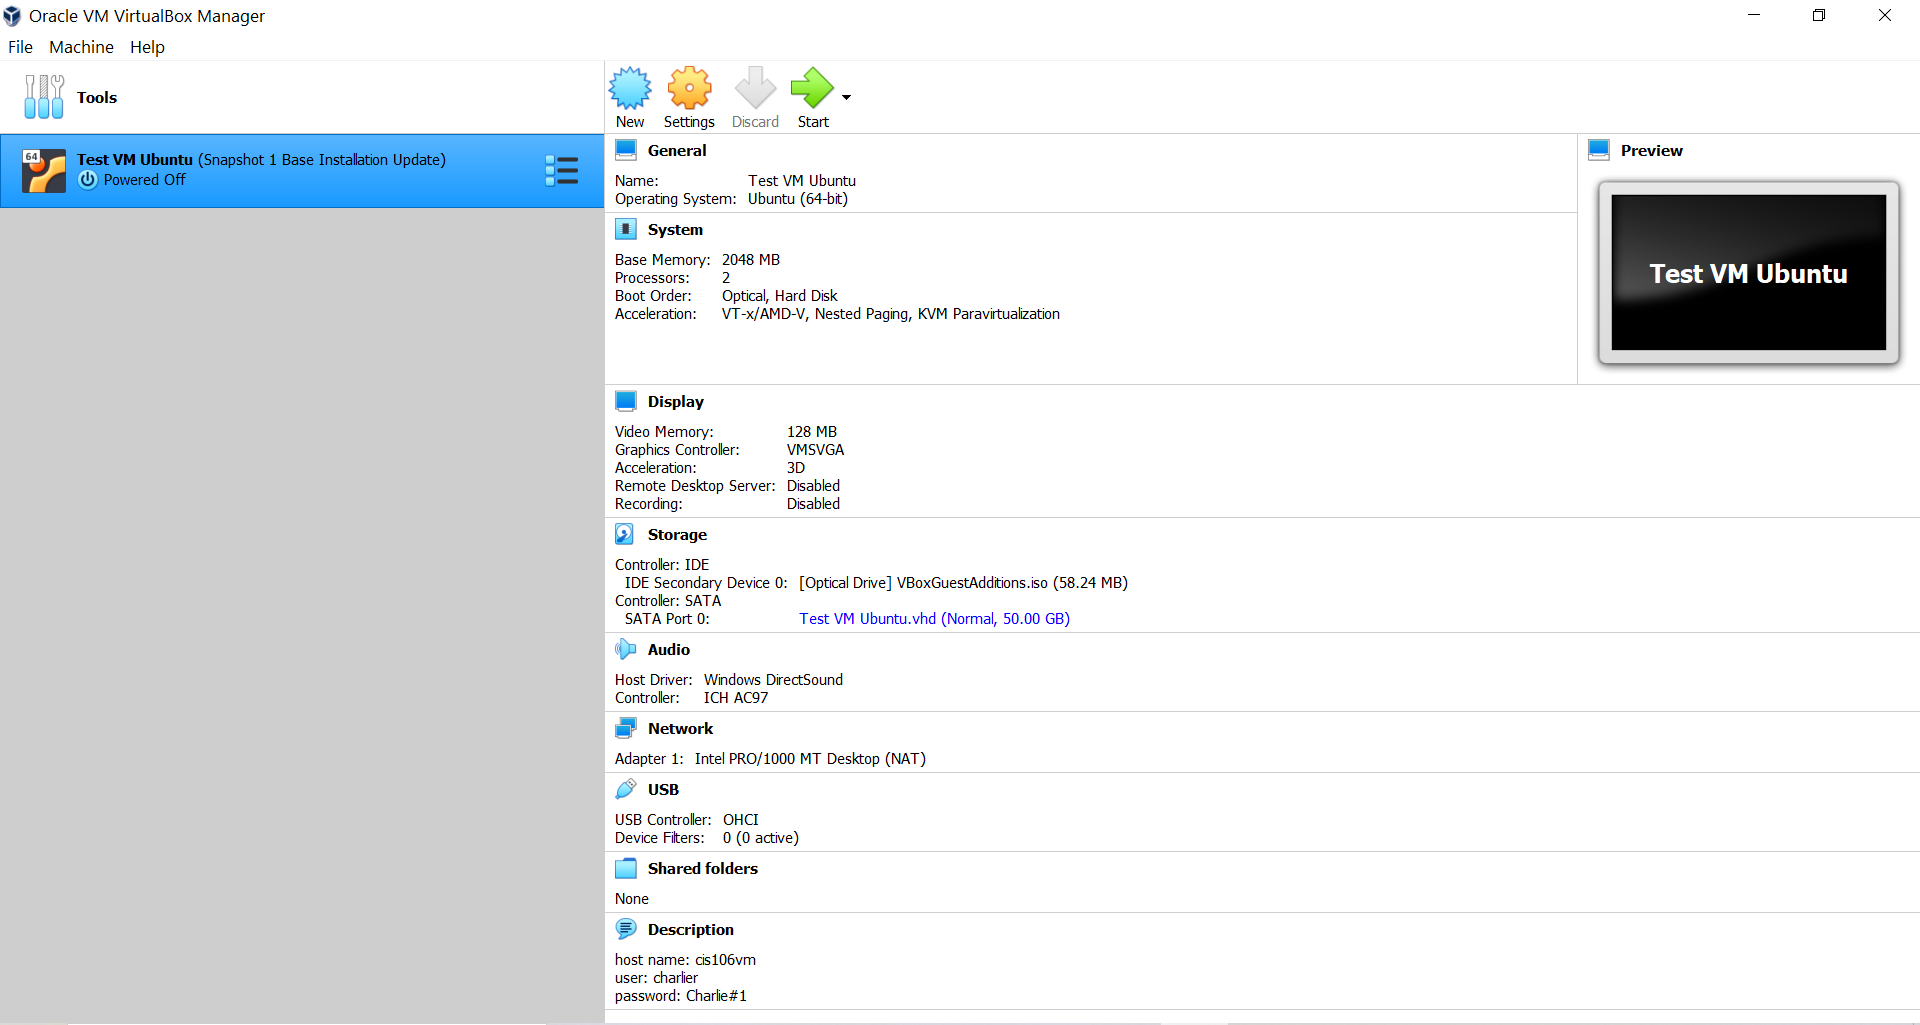 Oracle VM VirtualBox Manager
File Machine Help
Tools
New Settings Discard Start
64
Test VM Ubuntu (Snapshot 1 Base Installation Update)
Powered Off
General
Name: Test VM Ubuntu
Operating System: Ubuntu (64-bit)
System
Base Memory: 2048 MB
Processors: 2
Boot Order: Optical, Hard Disk
Acceleration: VT-x/AMD-V, Nested Paging, KVM Paravirtualization
Preview
Test VM Ubuntu
Display
Video Memory: 128 MB
Graphics Controller: VMSVGA
Acceleration: 3D
Remote Desktop Server: Disabled
Recording: Disabled
Storage
Controller: IDE
IDE Secondary Device 0: [Optical Drive] VBoxGuestAdditions.iso (58.24 MB)
Controller: SATA
SATA Port 0: Test VM Ubuntu.vhd (Normal, 50.00 GB)
Audio
Host Driver: Windows DirectSound
Controller: ICH AC97
Network
Adapter 1: Intel PRO/1000 MT Desktop (NAT)
USB
USB Controller: OHCI
Device Filters: 0 (0 active)
Shared folders
None
Description
host name: cis106vm
user: charlier
password: Charlie#1